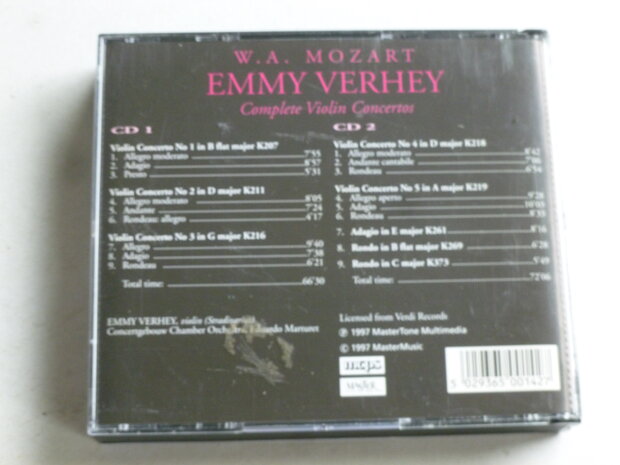 W.A. MOZART
EMMY VERHEY
Complete Violin Concertos
CD 1
Violin Concerto No 1 in B flat major K207
1. Allegro moderato 7'55
2. Adagio 8'57
3. Presto 5'31
Violin Concerto No 2 in D major K211
4. Allegro moderato 8'05
5. Andante 7'24
6. Rondeau: allegro 4'17
Violin Concerto No 3 in G major K216
7. Allegro 9'40
8. Adagio 7'38
9. Rondeau 6'21
Total time: 66'30
EMMY VERHEY, violin (Stradivarius)
Concertgebouw Chamber Orchestra, Eduardo Marturet
CD 2
Violin Concerto No 4 in D major K218
1. Allegro moderato 8'42
2. Andante cantabile 7'06
3. Rondeau 6'54
Violin Concerto No 5 in A major K219
4. Allegro aperto 9'28
5. Adagio 10'03
6. Rondeau 8'35
7. Adagio in E major K261 8'16
8. Rondo in B flat major K269 6'28
9. Rondo in C major K373 5'49
Total time: 72'06
Licensed from Verdi Records
℗ 1997 MasterTone Multimedia
© 1997 MasterMusic
mcps
MASTER
5 029365 001427